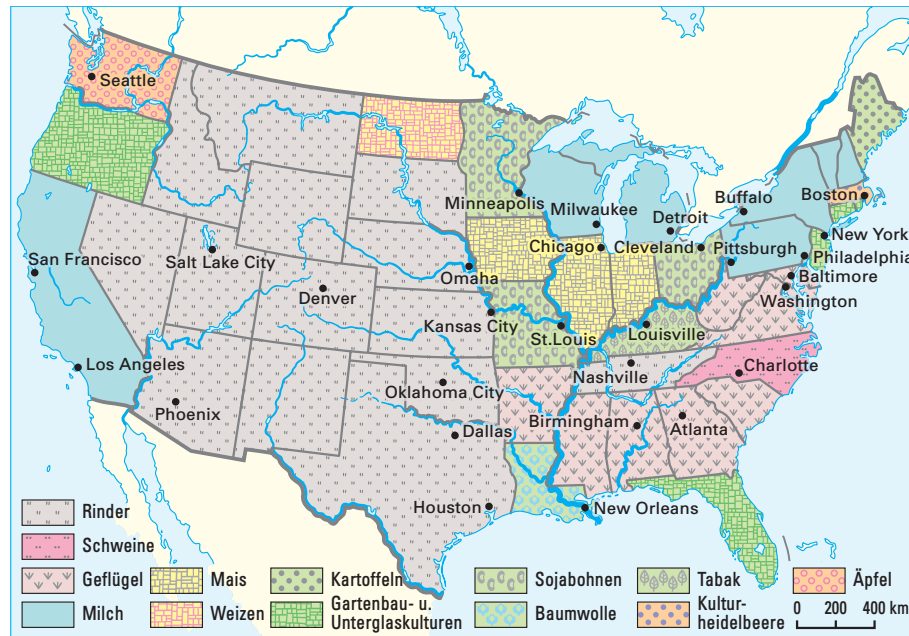 Seattle
Minneapolis
Milwaukee
Buffalo
Boston
Detroit
New York
Chicago
Cleveland
Pittsburgh
Philadelphia
San Francisco
Salt Lake City
Omaha
Baltimore
Denver
Washington
Kansas City
St.Louis
Louisville
Los Angeles
Charlotte
Nashville
Oklahoma City
Phoenix
Birmingham
Atlanta
Dallas
Houston
New Orleans
Rinder
Schweine
Geflügel
Mais
Kartoffeln
Sojabohnen
Tabak
Äpfel
Milch
Weizen
Gartenbau- u.
Unterglaskulturen
Baumwolle
Kultur-
heidelbeere
0 200 400 km